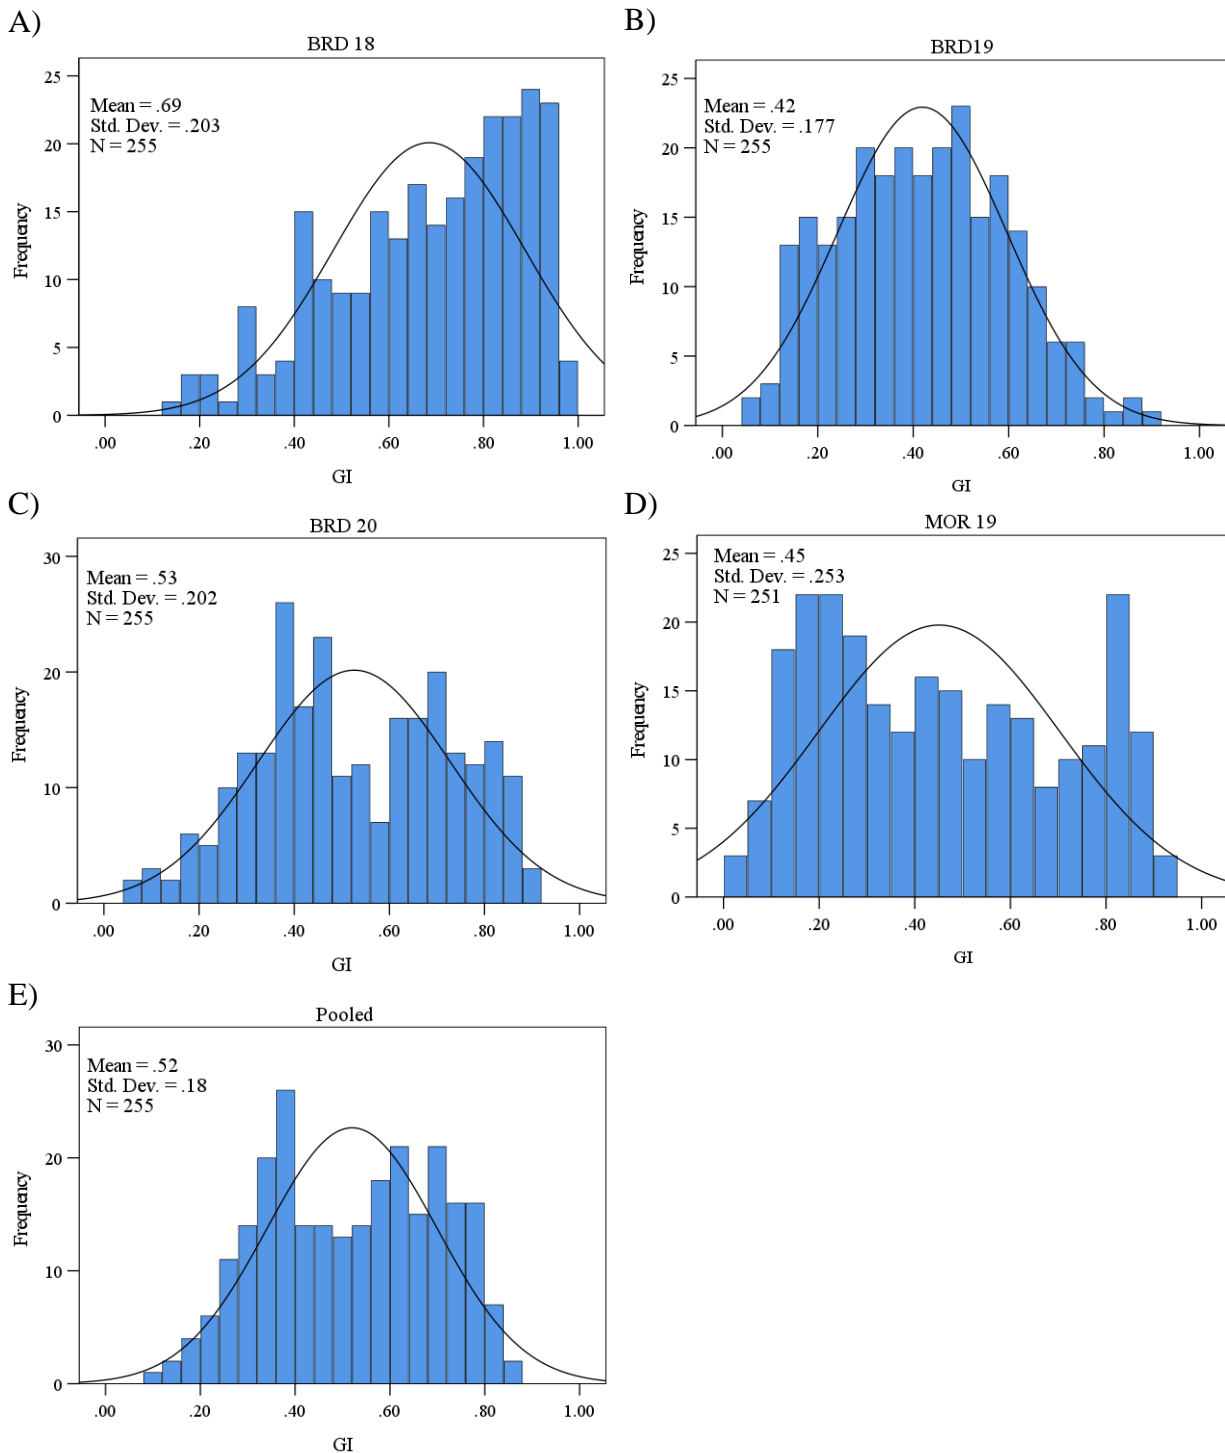 A)
BRD 18
Mean = .69
Std. Dev. = .203
N = 255
Frequency
25
20
15
10
5
0
.00 .20 .40 .60 .80 1.00
GI
B)
BRD19
Mean = .42
Std. Dev. = .177
N = 255
Frequency
25
20
15
10
5
0
.00 .20 .40 .60 .80 1.00
GI
C)
BRD 20
Mean = .53
Std. Dev. = .202
N = 255
Frequency
30
20
10
0
.00 .20 .40 .60 .80 1.00
GI
D)
MOR 19
Mean = .45
Std. Dev. = .253
N = 251
Frequency
25
20
15
10
5
0
.00 .20 .40 .60 .80 1.00
GI
E)
Pooled
Mean = .52
Std. Dev. = .18
N = 255
Frequency
30
20
10
0
.00 .20 .40 .60 .80 1.00
GI